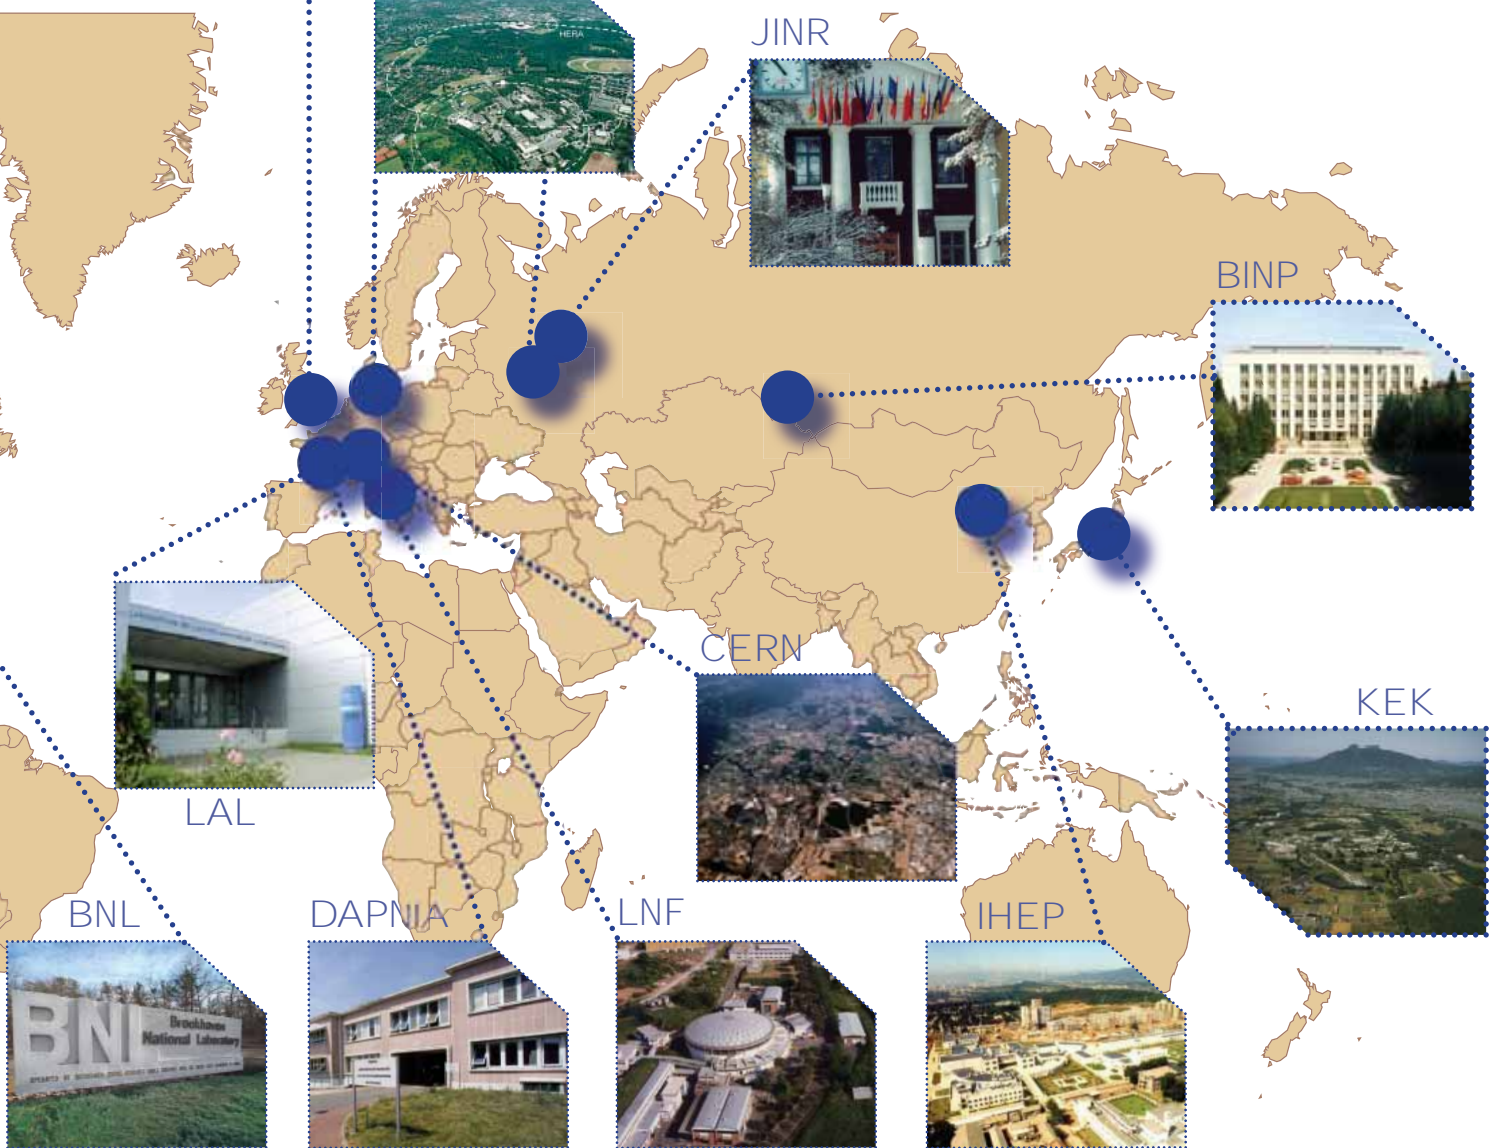 HERA
JINR
BINP
CERN
KEK
LAL
BNL
DAPNIA
LNF
IHEP
BNL
Brookhaven
National Laboratory